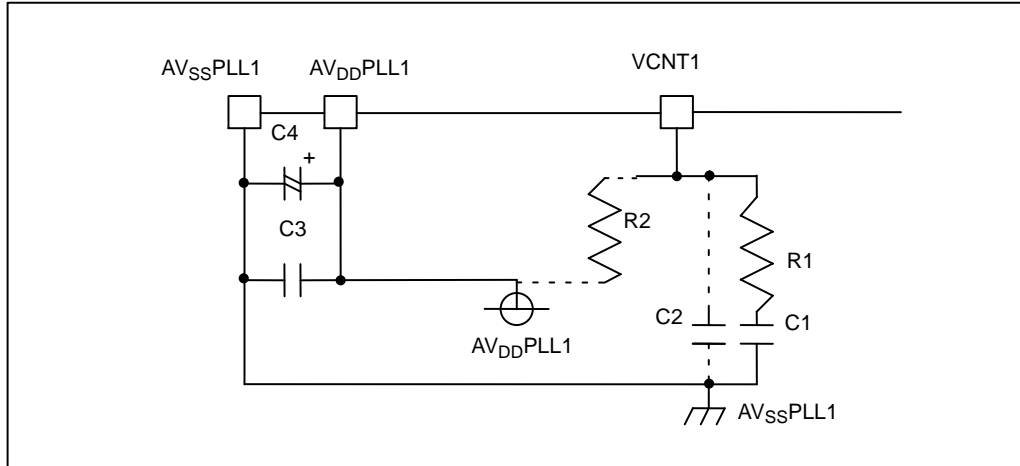 AVSSPLL1 AVDDPLL1 VCNT1
C4
+
C3
R2
R1
C2 C1
AVDDPLL1
AVSSPLL1